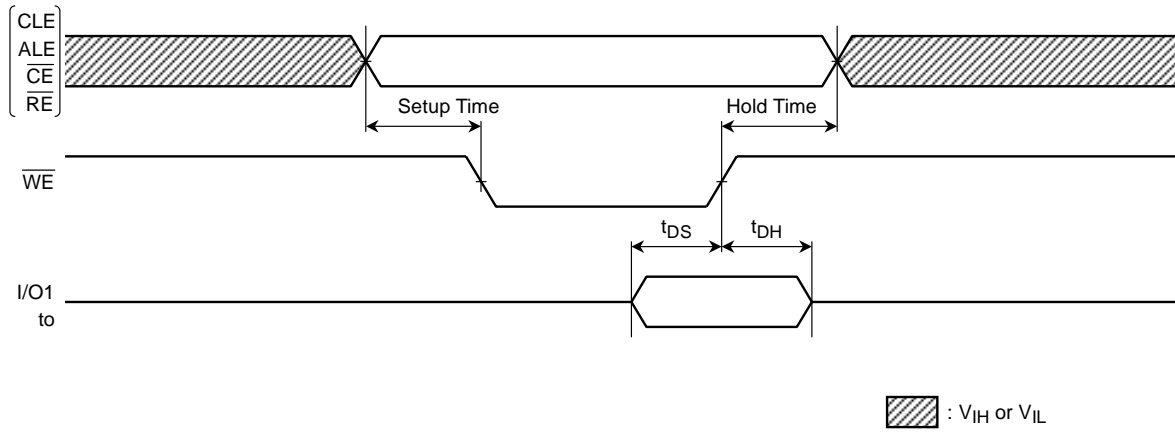 CLE
ALE
CE
RE
Setup Time
Hold Time
WE
tDS
tDH
I/O1
to
: VIH or VIL